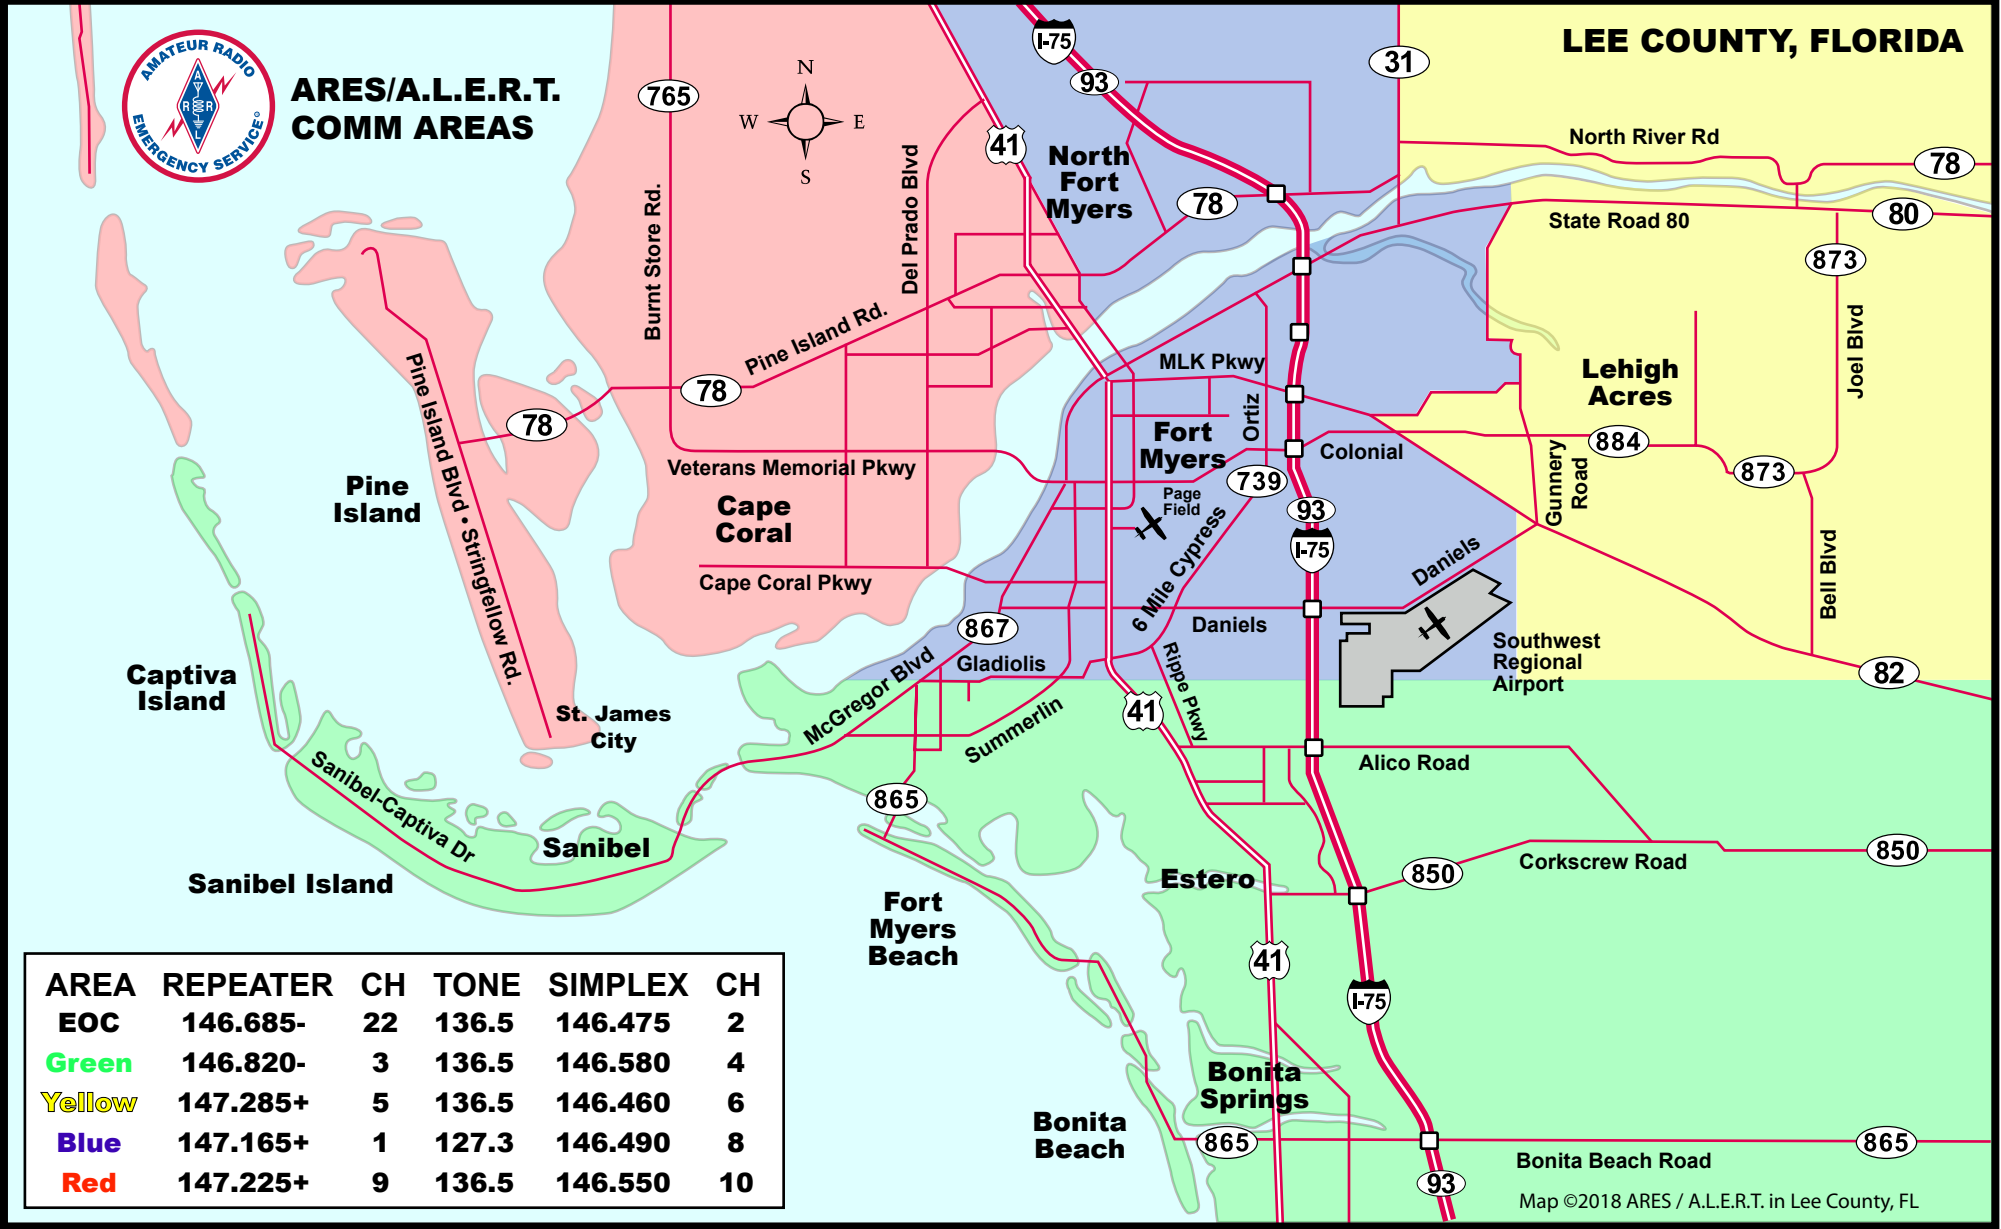 LEE COUNTY, FLORIDA
ARES/A.L.E.R.T.
COMM AREAS
AMATEUR RADIO
EMERGENCY SERVICE
A
R R
L
N
W E
S
I-75
93
31
765
41
North
Fort
Myers
78
North River Rd
78
State Road 80
80
873
Burnt Store Rd.
Del Prado Blvd
Pine Island Rd.
78
78
Pine Island Blvd • Stringfellow Rd.
MLK Pkwy
Ortiz
Lehigh
Acres
Joel Blvd
Fort
Myers
Colonial
884
873
Gunnery
Road
Veterans Memorial Pkwy
739
Page
Field
93
I-75
Pine
Island
Cape
Coral
Cape Coral Pkwy
6 Mile Cypress
Daniels
Bell Blvd
867
Daniels
Gladiolis
Southwest
Regional
Airport
82
Captiva
Island
McGregor Blvd
Rippe Pkwy
St. James
City
Summerlin
41
Alico Road
Sanibel-Captiva Dr
865
Sanibel
Sanibel Island
850
Corkscrew Road
850
Estero
Fort
Myers
Beach
41
I-75
Bonita
Springs
Bonita
Beach
865
865
Bonita Beach Road
93
Map ©2018 ARES / A.L.E.R.T. in Lee County, FL
AREA REPEATER CH TONE SIMPLEX CH
EOC 146.685- 22 136.5 146.475 2
Green 146.820- 3 136.5 146.580 4
Yellow 147.285+ 5 136.5 146.460 6
Blue 147.165+ 1 127.3 146.490 8
Red 147.225+ 9 136.5 146.550 10